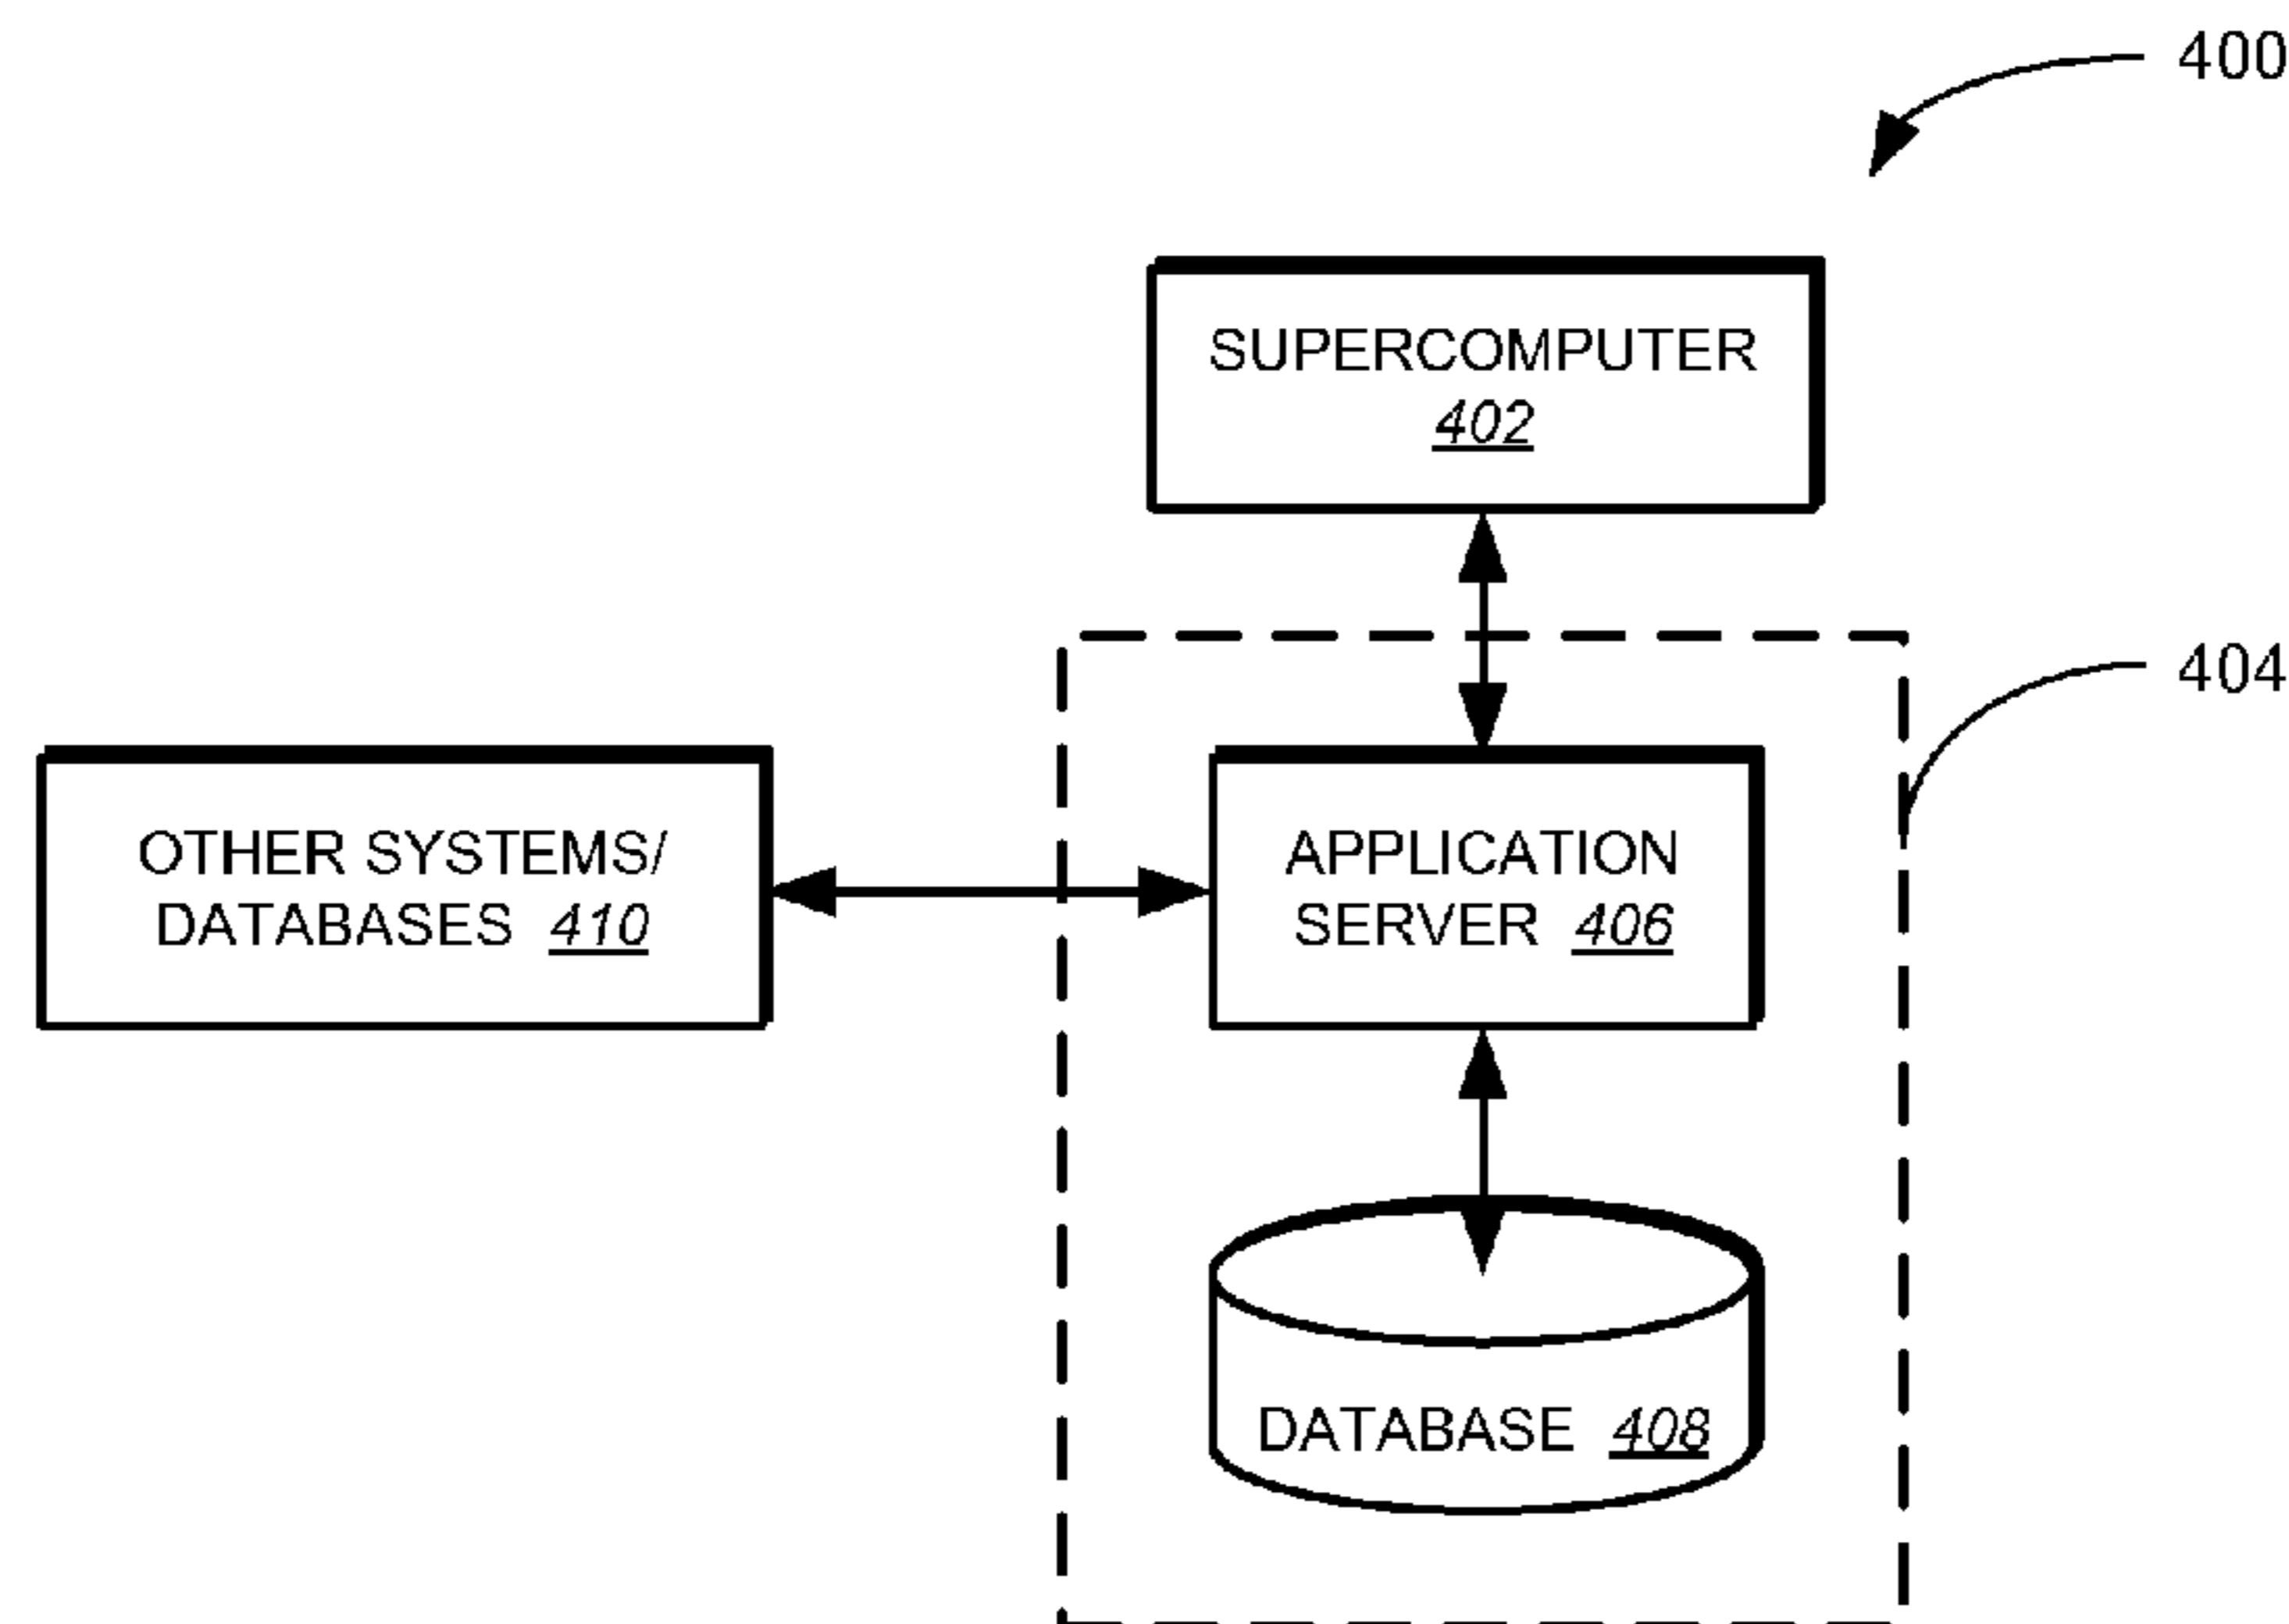 400
SUPERCOMPUTER
402
404
OTHER SYSTEMS/
DATABASES 410
APPLICATION
SERVER 406
DATABASE 408